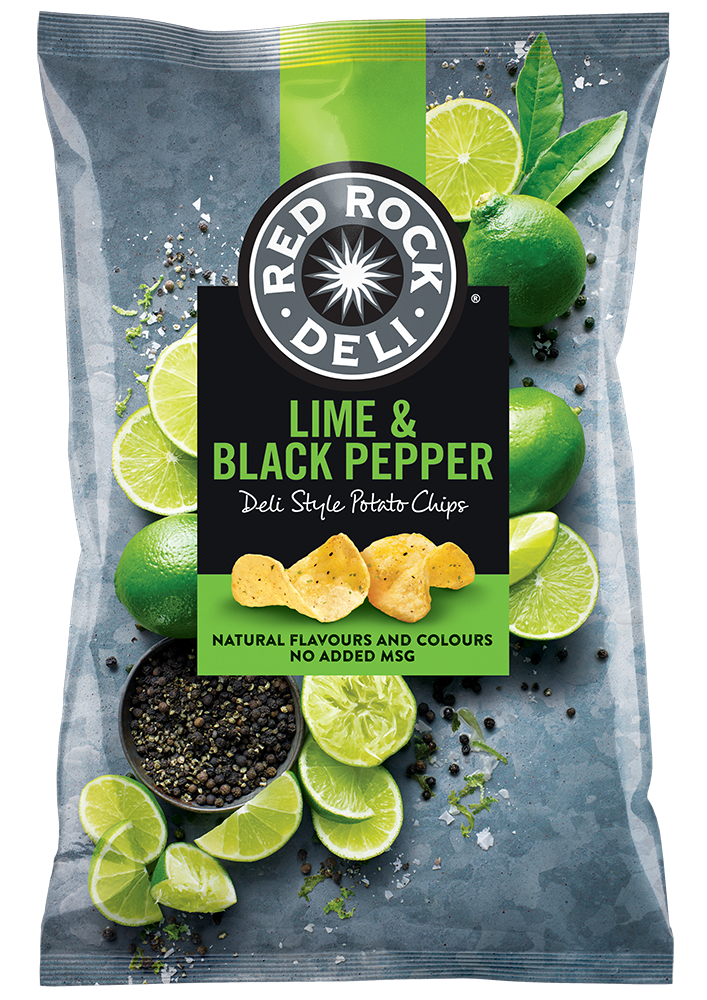 RED ROCK
· DELI ·
®
LIME &
BLACK PEPPER
Deli Style Potato Chips
NATURAL FLAVOURS AND COLOURS
NO ADDED MSG